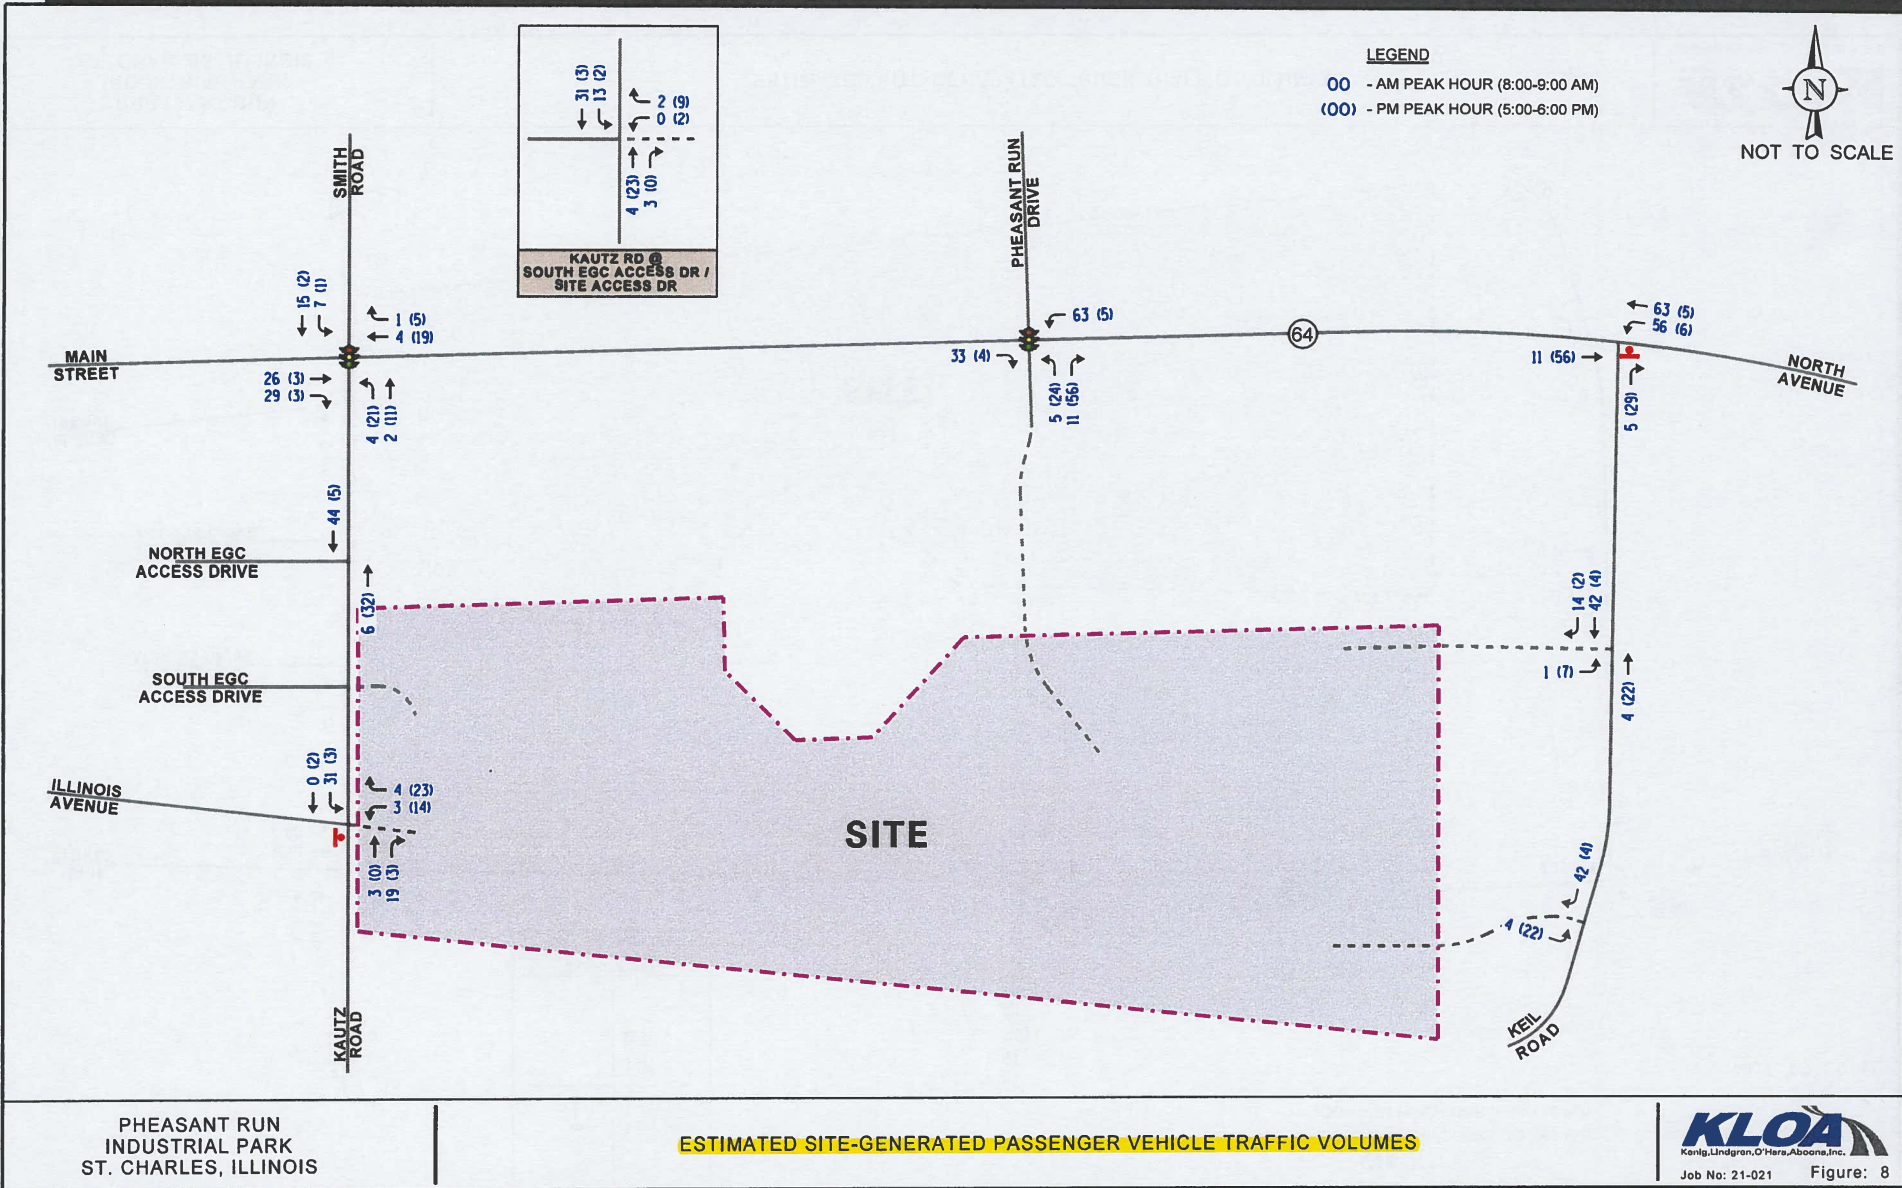 LEGEND
00 - AM PEAK HOUR (8:00-9:00 AM)
(00) - PM PEAK HOUR (5:00-6:00 PM)
N
NOT TO SCALE
31 (3)
13 (2)
2 (9)
0 (2)
4 (23)
3 (0)
KAUTZ RD @
SOUTH EGC ACCESS DR /
SITE ACCESS DR
SMITH
ROAD
PHEASANT RUN
DRIVE
15 (2)
7 (1)
1 (5)
4 (19)
MAIN
STREET
26 (3)
29 (3)
4 (21)
2 (11)
63 (5)
33 (4)
5 (24)
11 (56)
64
63 (5)
56 (6)
11 (56)
5 (29)
NORTH
AVENUE
44 (5)
NORTH EGC
ACCESS DRIVE
6 (32)
14 (2)
42 (4)
1 (7)
4 (22)
SOUTH EGC
ACCESS DRIVE
0 (2)
31 (3)
ILLINOIS
AVENUE
4 (23)
3 (14)
3 (0)
19 (3)
SITE
42 (4)
4 (22)
KAUTZ
ROAD
KEIL
ROAD
PHEASANT RUN
INDUSTRIAL PARK
ST. CHARLES, ILLINOIS
ESTIMATED SITE-GENERATED PASSENGER VEHICLE TRAFFIC VOLUMES
KLOA
Kenig,Lindgren,O'Hara,Aboona,Inc.
Job No: 21-021 Figure: 8